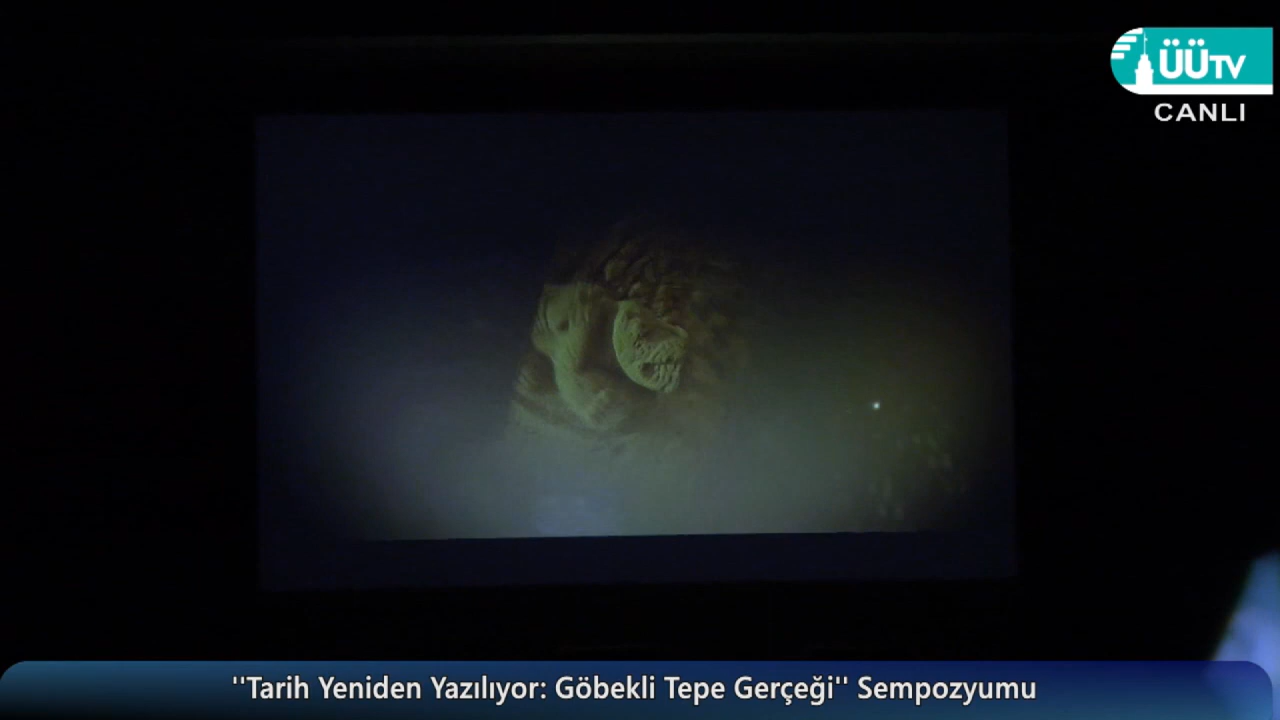 ÜÜTV
CANLI
''Tarih Yeniden Yazılıyor: Göbekli Tepe Gerçeği'' Sempozyumu